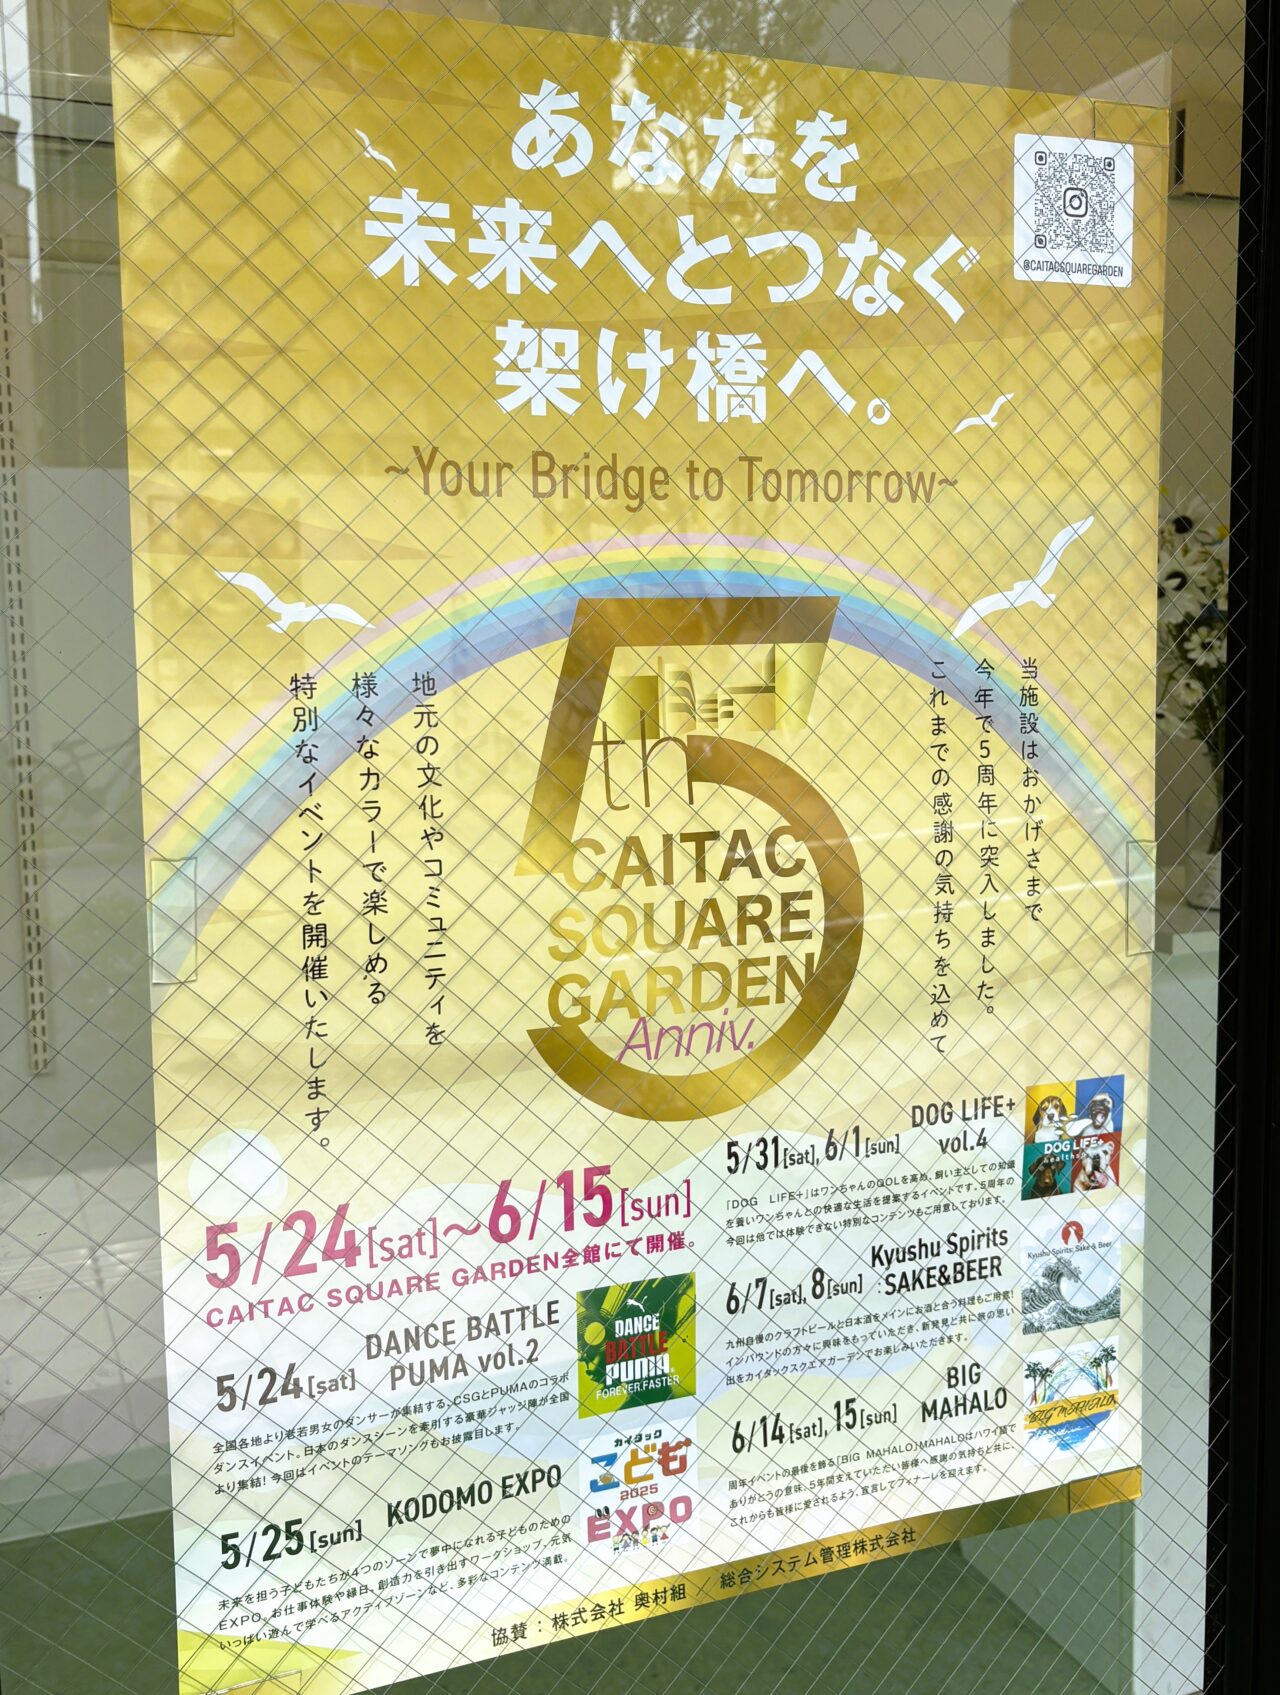 あなたを
未来へとつなぐ
架け橋へ。
@CAITACSQUAREGARDEN
~Your Bridge to Tomorrow~
当施設はおかげさまで
今年で5周年に突入しました。
これまでの感謝の気持ちを込めて
地元の文化やコミュニティを
様々なカラーで楽しめる
特別なイベントを開催いたします。
5
th
CAITAC
SQUARE
GARDEN
Anniv.
5/24[sat]～6/15[sun]
CAITAC SQUARE GARDEN全館にて開催。
5/24[sat]
DANCE BATTLE
PUMA vol.2
全国各地より老若男女のダンサーが集結する、CSGとPUMAのコラボ
ダンスイベント。日本のダンスシーンを牽引する豪華ジャッジ陣が全国
より集結!今回はイベントのテーマソングもお披露目します。
DANCE
BATTLE
PUMA
FOREVER.FASTER
5/25[sun]
KODOMO EXPO
未来を担う子どもたちが4つのゾーンで夢中になれる子どものための
EXPO。お仕事体験や縁日、創造力を引き出すワークショップ、元気
いっぱい遊んで学べるアクティブゾーンなど、多彩なコンテンツ満載。
カイタック
こども
2025
EXPO
5/31[sat], 6/1[sun]
DOG LIFE+
vol.4
「DOG LIFE+」はワンちゃんのQOLを高め、飼い主としての知識
を養いワンちゃんとの快適な生活を提案するイベントです。5周年の
今回は他では体験できない特別なコンテンツもご用意しております。
DOG LIFE+
6/7[sat], 8[sun]
Kyushu Spirits
: SAKE&BEER
九州自慢のクラフトビールと日本酒をメインにお酒と合う料理もご用意!
インバウンドの方々に興味をもっていただき、新発見と共に旅の思い
出をカイタックスクエアガーデンでお楽しみいただきます。
Kyushu Spirits: Sake & Beer
6/14[sat], 15[sun]
BIG
MAHALO
周年イベントの最後を飾る「BIG MAHALO」MAHALOはハワイ語で
ありがとうの意味。5年間支えていただい皆様へ感謝の気持ちと共に、
これからも皆様に愛されるよう、宣言してフィナーレを迎えます。
BIG MAHALO
協賛：株式会社 奥村組 ／ 総合システム管理株式会社